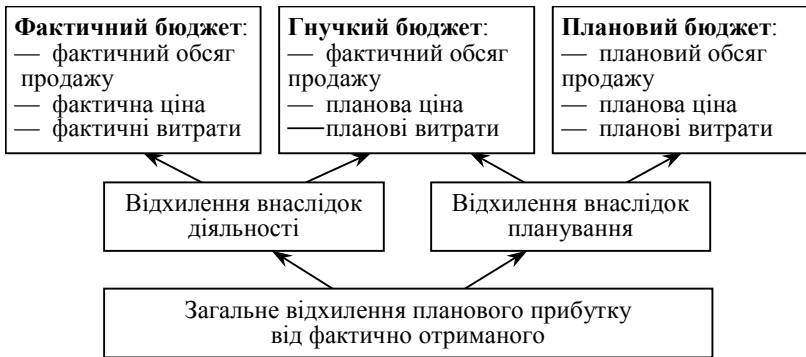 Фактичний бюджет:
— фактичний обсяг
продажу
— фактична ціна
— фактичні витрати
Гнучкий бюджет:
— фактичний обсяг
продажу
— планова ціна
—планові витрати
Плановий бюджет:
— плановий обсяг
продажу
— планова ціна
— планові витрати
Відхилення внаслідок
діяльності
Відхилення внаслідок
планування
Загальне відхилення планового прибутку
від фактично отриманого